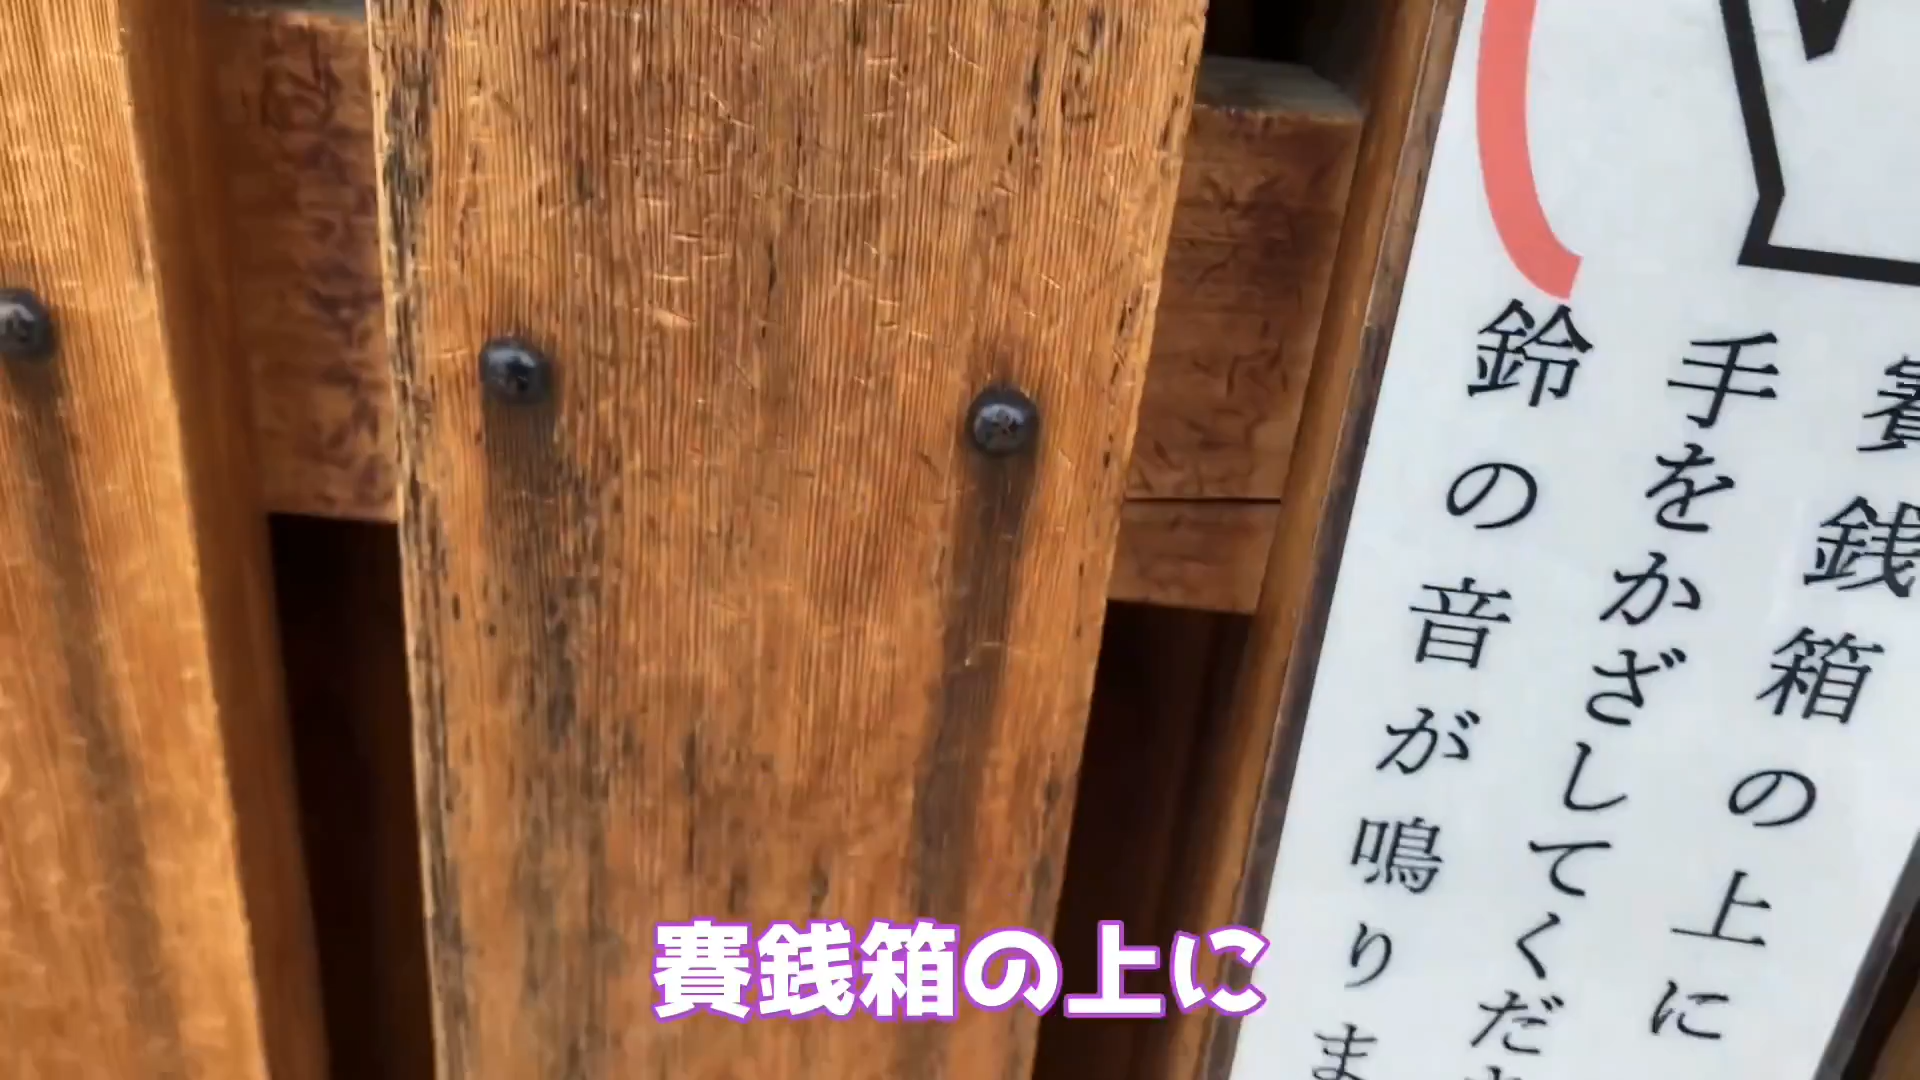 賽銭箱の上に
手をかざしてくだ
鈴の音が鳴りま
賽銭箱の上に